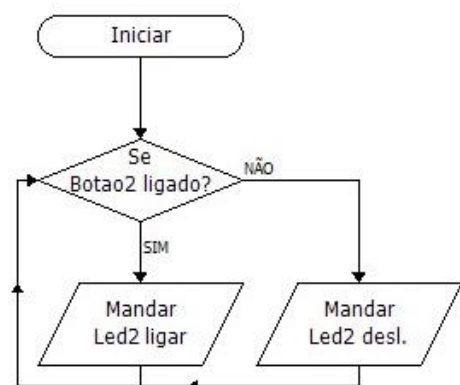 Iniciar
Se
Botao2 ligado?
NÃO
SIM
Mandar
Led2 ligar
Mandar
Led2 desl.